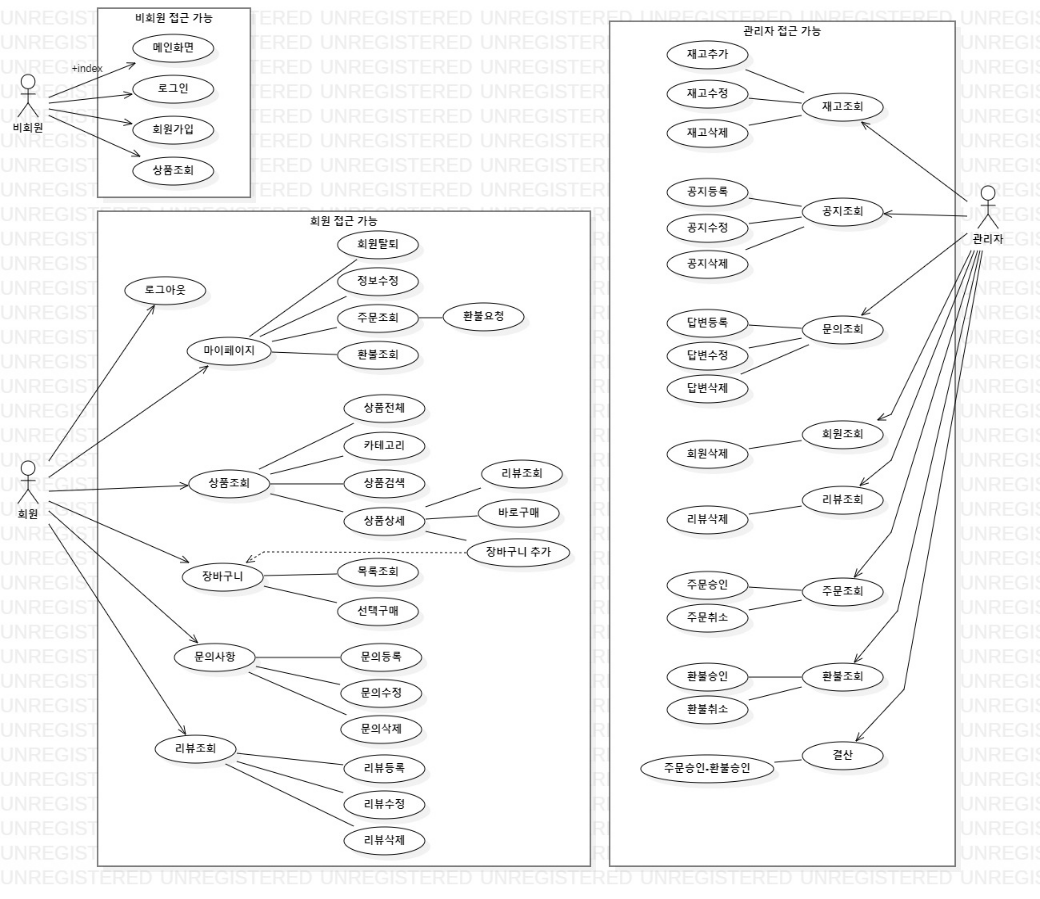 비회원 접근 가능
메인화면
+index
로그인
회원가입
상품조회
비회원
회원 접근 가능
회원탈퇴
정보수정
로그아웃
주문조회
환불요청
마이페이지
환불조회
상품전체
카테고리
상품조회
상품검색
리뷰조회
상품상세
바로구매
회원
장바구니 추가
장바구니
목록조회
선택구매
문의사항
문의등록
문의수정
문의삭제
리뷰조회
리뷰등록
리뷰수정
리뷰삭제
관리자 접근 가능
재고추가
재고수정
재고조회
재고삭제
공지등록
공지조회
공지수정
공지삭제
관리자
답변등록
문의조회
답변수정
답변삭제
회원조회
회원삭제
리뷰조회
리뷰삭제
주문승인
주문조회
주문취소
환불승인
환불조회
환불취소
결산
주문승인-환불승인
UNREGISTERED